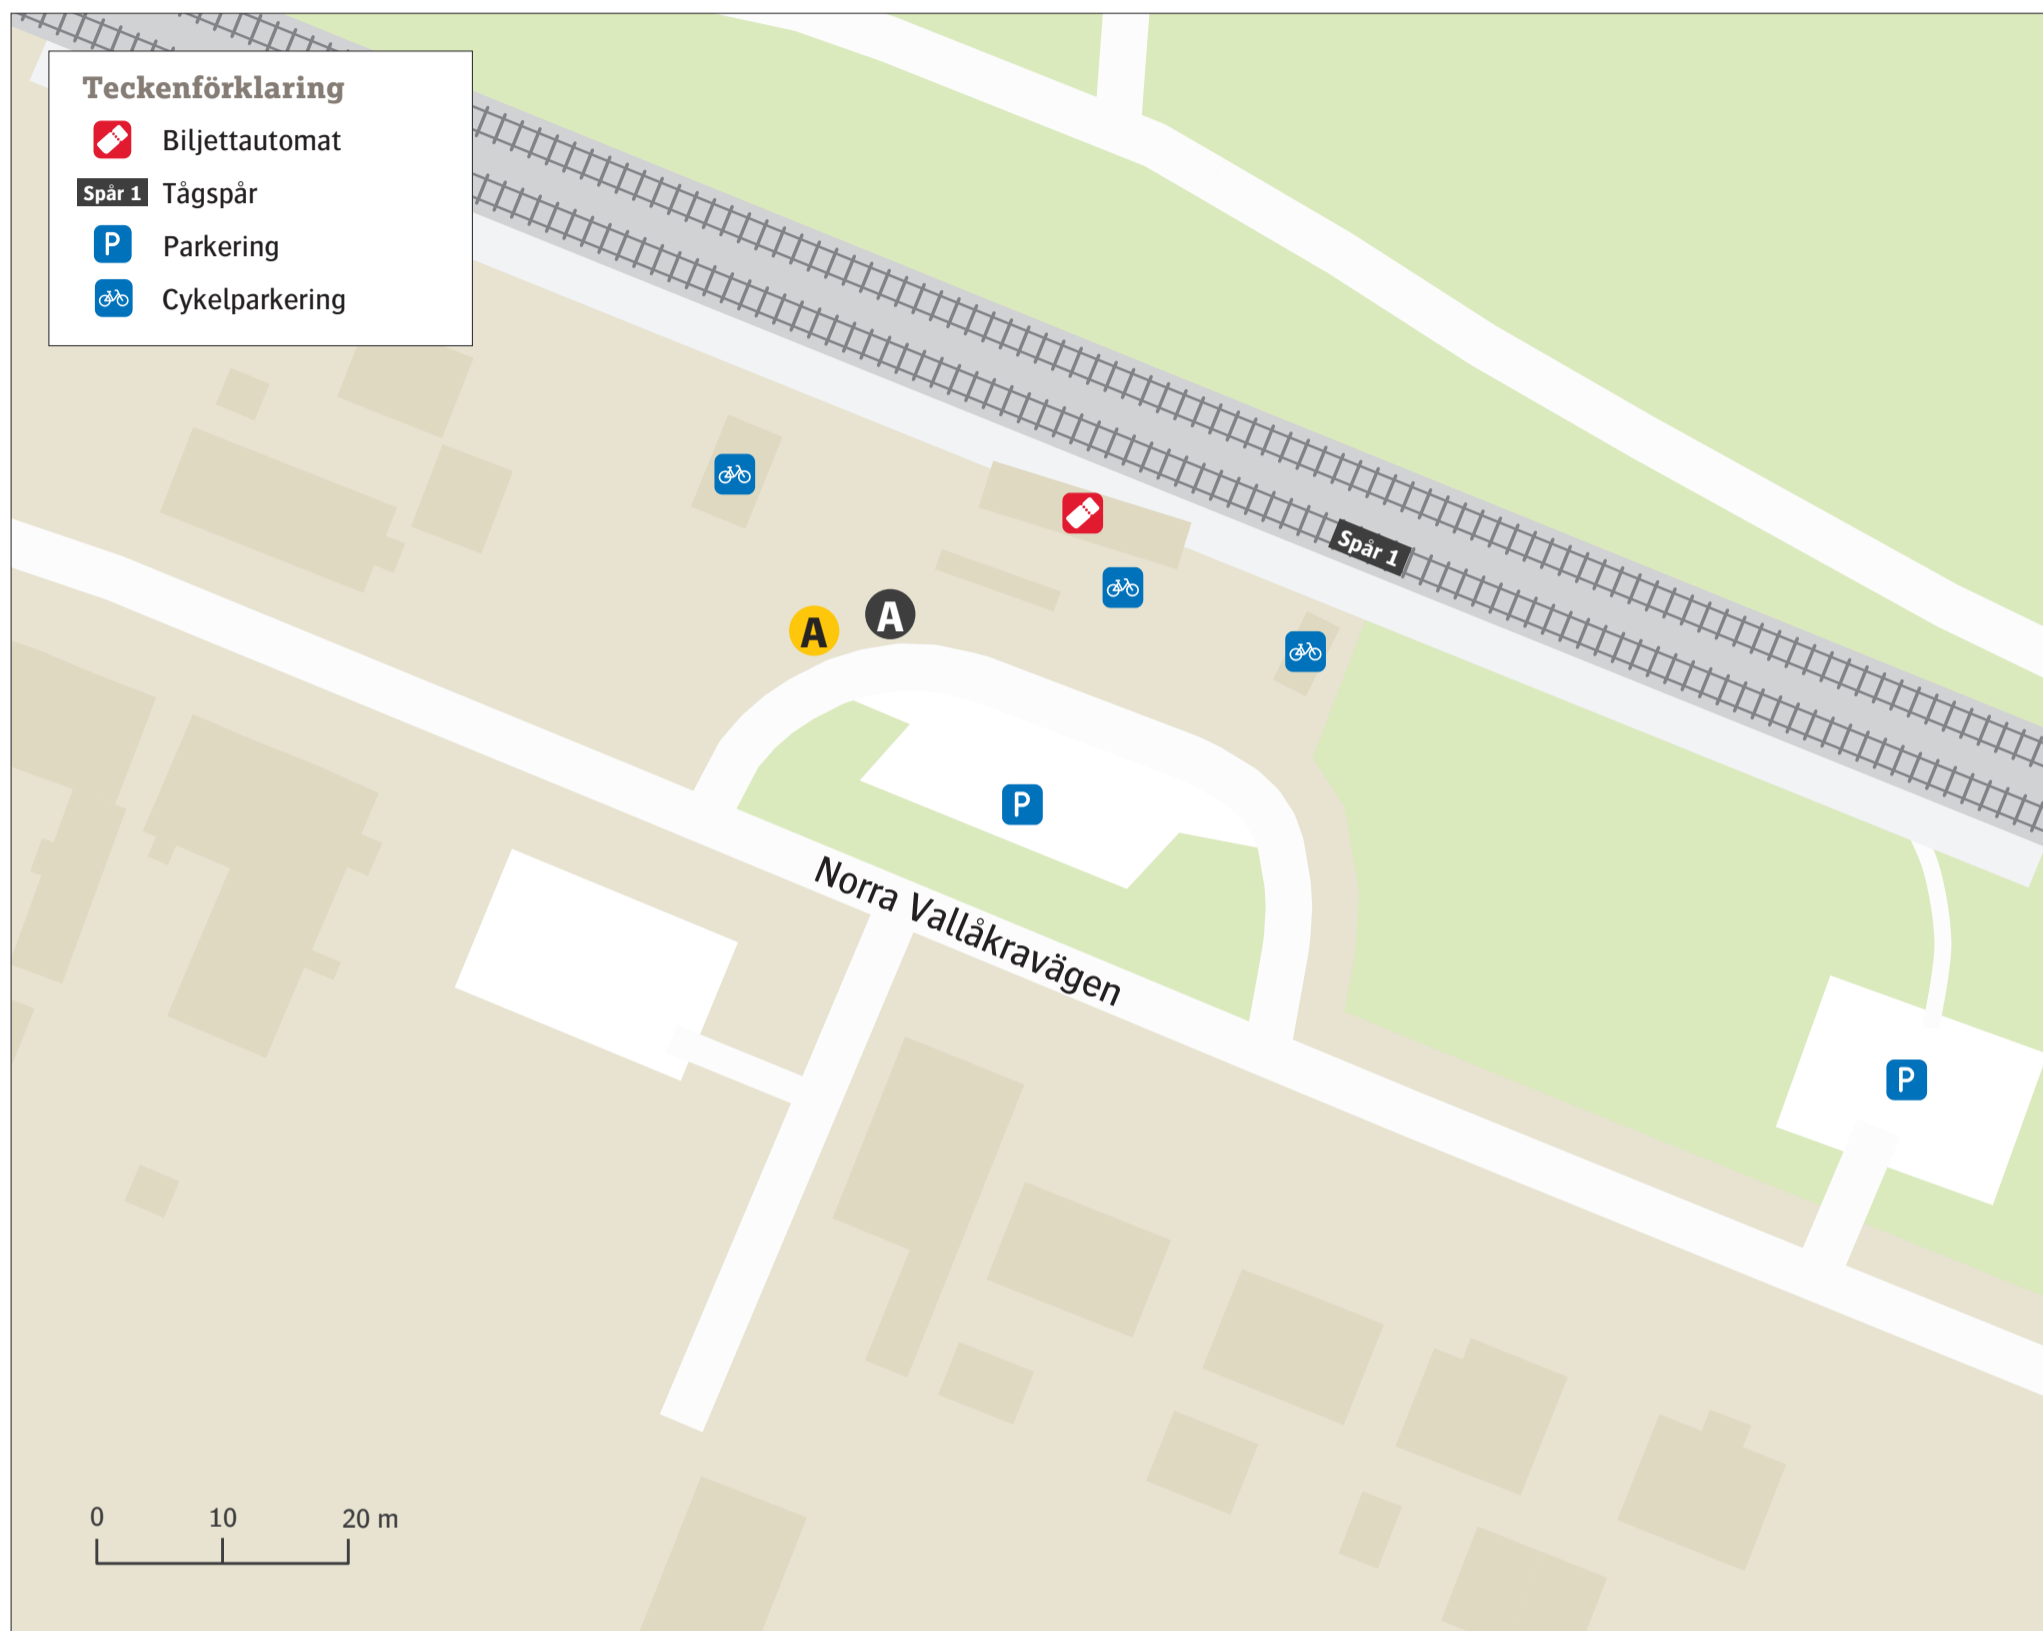 Teckenförklaring
Biljettautomat
Spår 1 Tågspår
P Parkering
Cykelparkering
Spår 1
A A
P
Norra Vallåkravägen
P
0 10 20 m